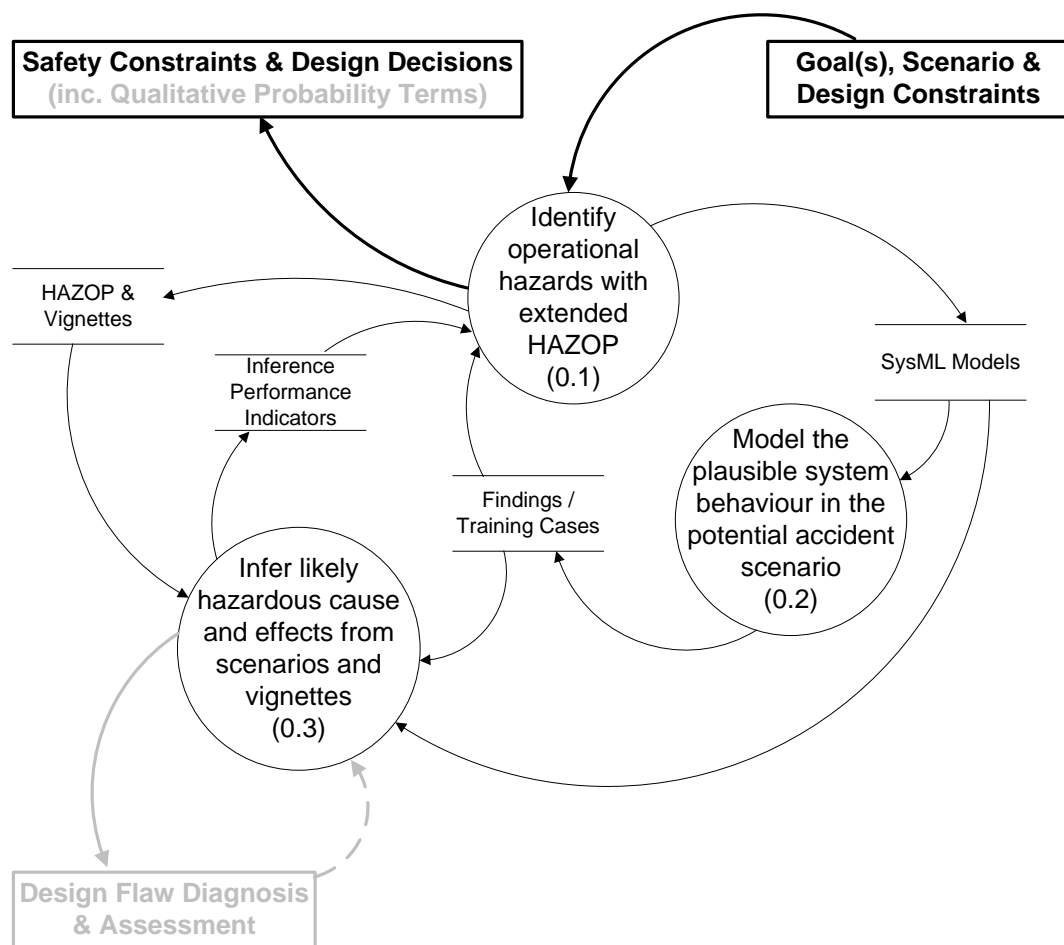 Safety Constraints & Design Decisions
(inc. Qualitative Probability Terms)
Goal(s), Scenario &
Design Constraints
Identify
operational
hazards with
extended
HAZOP
(0.1)
HAZOP &
Vignettes
Inference
Performance
Indicators
SysML Models
Model the
plausible system
behaviour in the
potential accident
scenario
(0.2)
Findings /
Training Cases
Infer likely
hazardous cause
and effects from
scenarios and
vignettes
(0.3)
Design Flaw Diagnosis
& Assessment